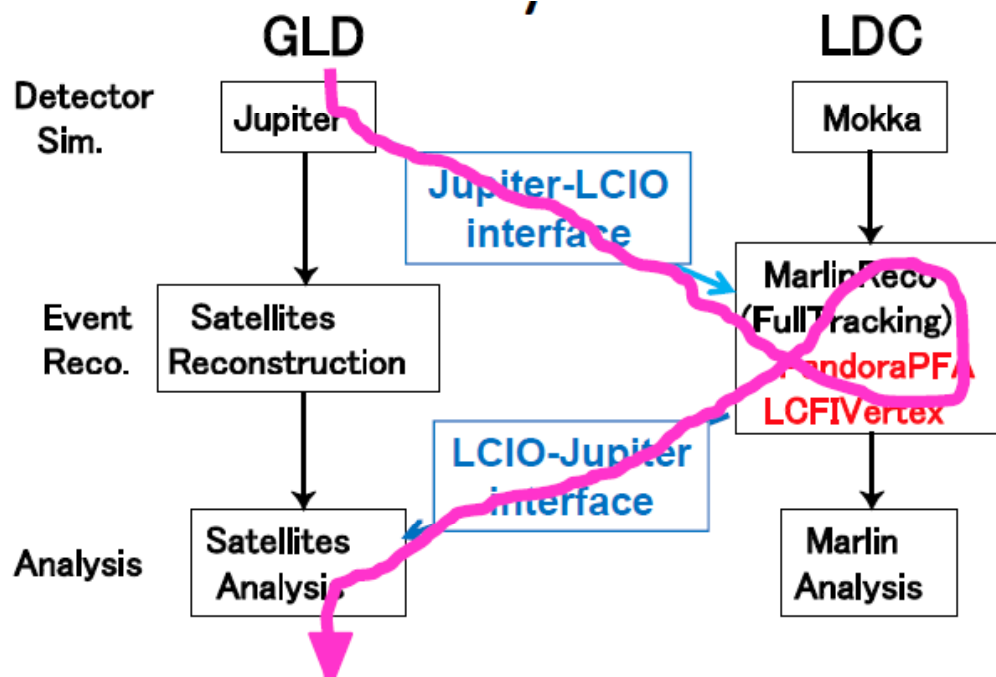 GLD
LDC
Detector
Sim.
Jupiter
Mokka
Jupiter-LCIO
interface
MarlinReco
(FullTracking)
PandoraPFA
LCFIVertex
Event
Reco.
Satellites
Reconstruction
LCIO-Jupiter
interface
Analysis
Satellites
Analysis
Marlin
Analysis